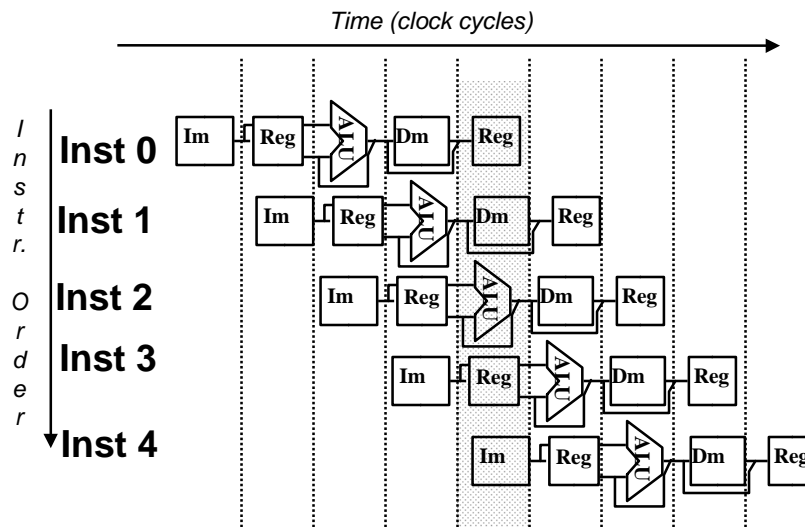 Time (clock cycles)
Instr. Order
Inst 0
Im
Reg
ALU
Dm
Reg
Inst 1
Im
Reg
ALU
Dm
Reg
Inst 2
Im
Reg
ALU
Dm
Reg
Inst 3
Im
Reg
ALU
Dm
Reg
Inst 4
Im
Reg
ALU
Dm
Reg